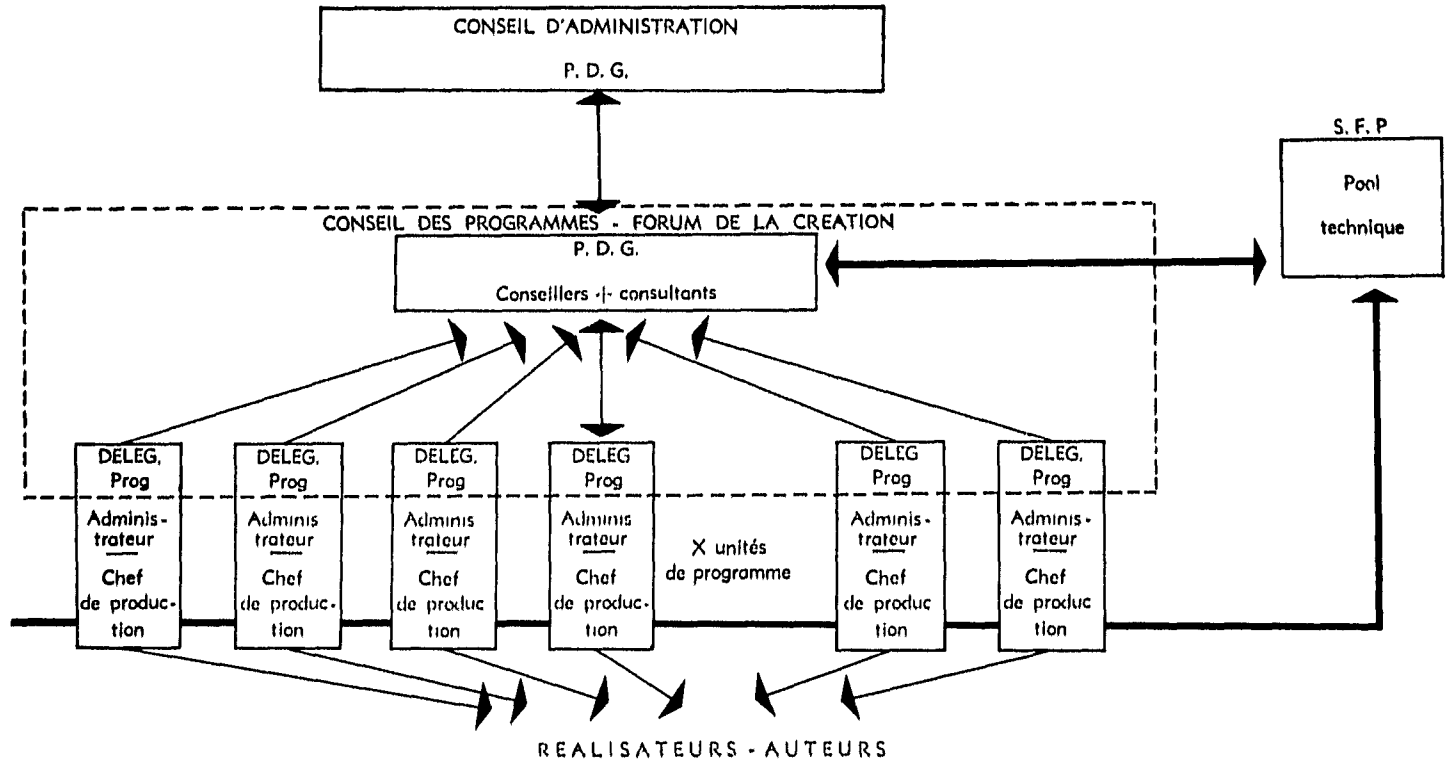 CONSEIL D'ADMINISTRATION
P. D. G.
S. F. P
Pool
technique
CONSEIL DES PROGRAMMES - FORUM DE LA CREATION
P. D. G.
Conseillers + consultants
DELEG.
Prog
Adminis-
trateur
Chef
de produc-
tion
DELEG.
Prog
Adminis
trateur
Chef
de produc-
tion
DELEG.
Prog
Adminis
trateur
Chef
de produc
tion
DELEG
Prog
Adminis
trateur
Chef
de produc-
tion
X unités
de programme
DELEG
Prog
Adminis-
trateur
Chef
de produc
tion
DELEG.
Prog
Adminis-
trateur
Chef
de produc
tion
REALISATEURS - AUTEURS